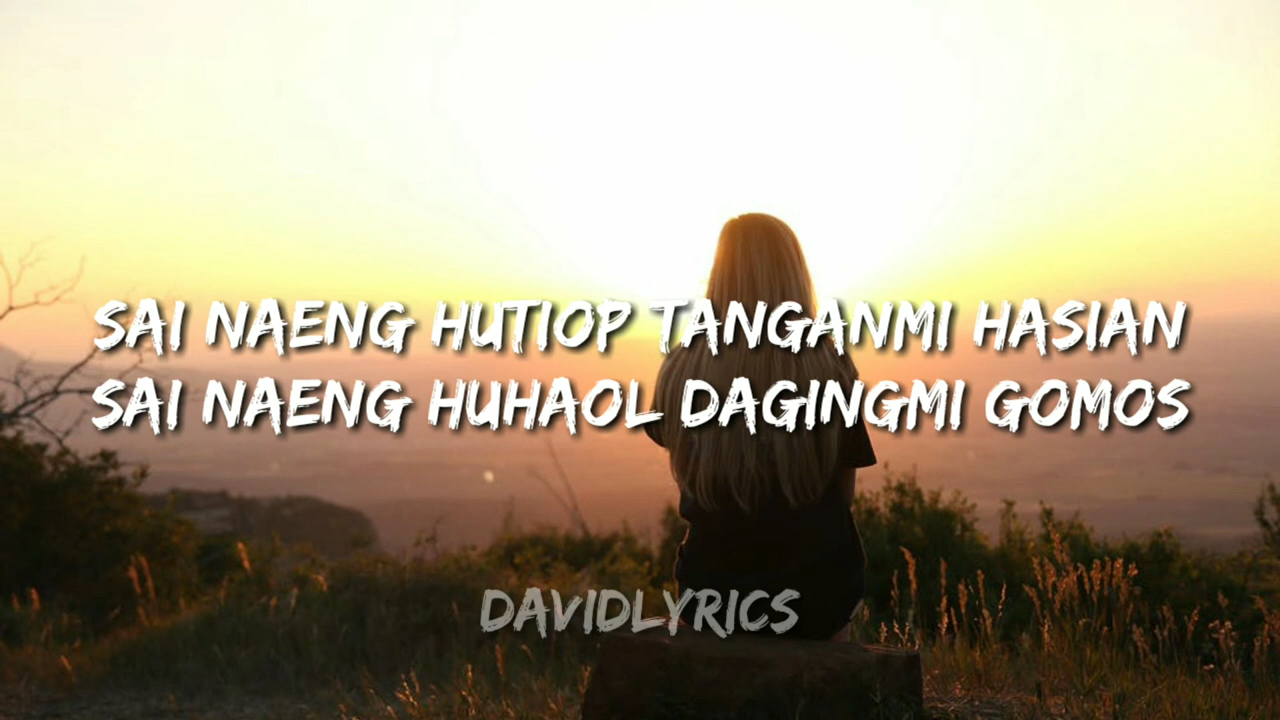 SAI NAENG HUTIOP TANGANMI HASIAN
SAI NAENG HUHAOL DAGINGMI GOMOS
DAVIDLYRICS